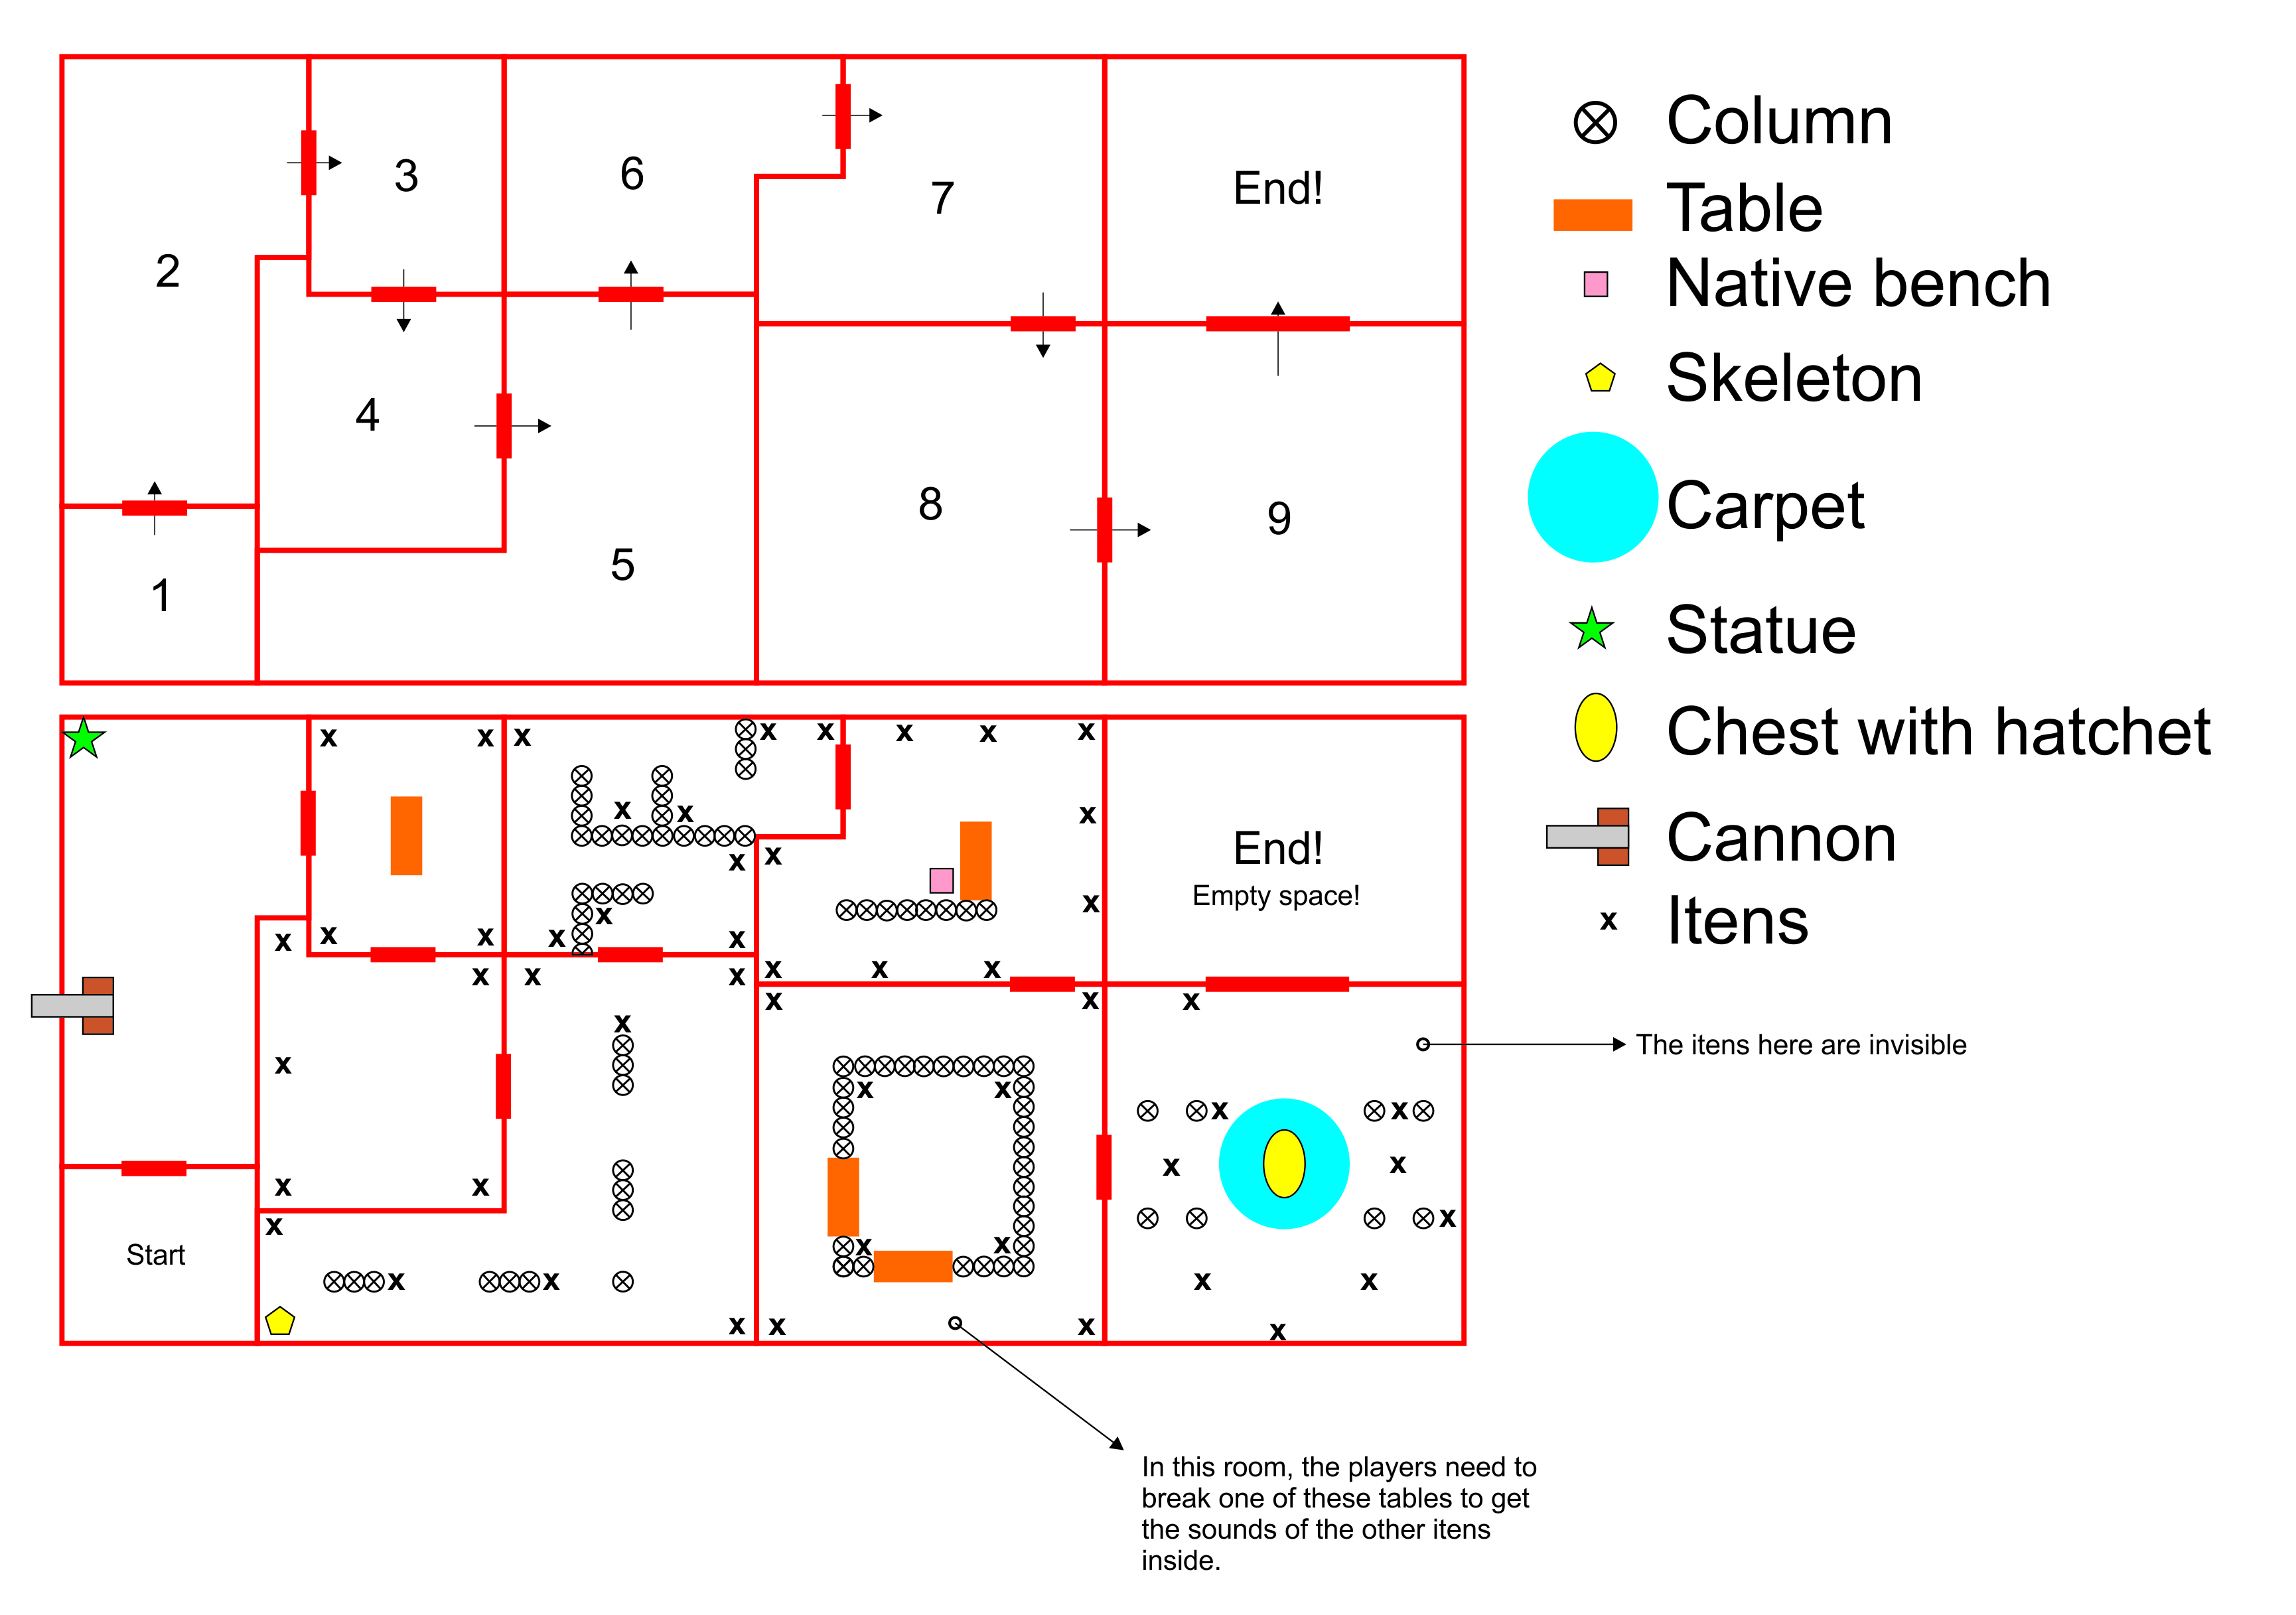 3
6
7
End!
2
4
8
9
5
1
Column
Table
Native bench
Skeleton
Carpet
Statue
Chest with hatchet
Cannon
x Itens
x x x x x x x x
x x x
x x x
End!
Empty space!
x
x x x x x x
x x x x x x
x x x x x
x The itens here are invisible
x x x x
x x
x x x
x x x
Start
x x x x
x x x x
In this room, the players need to
break one of these tables to get
the sounds of the other itens
inside.